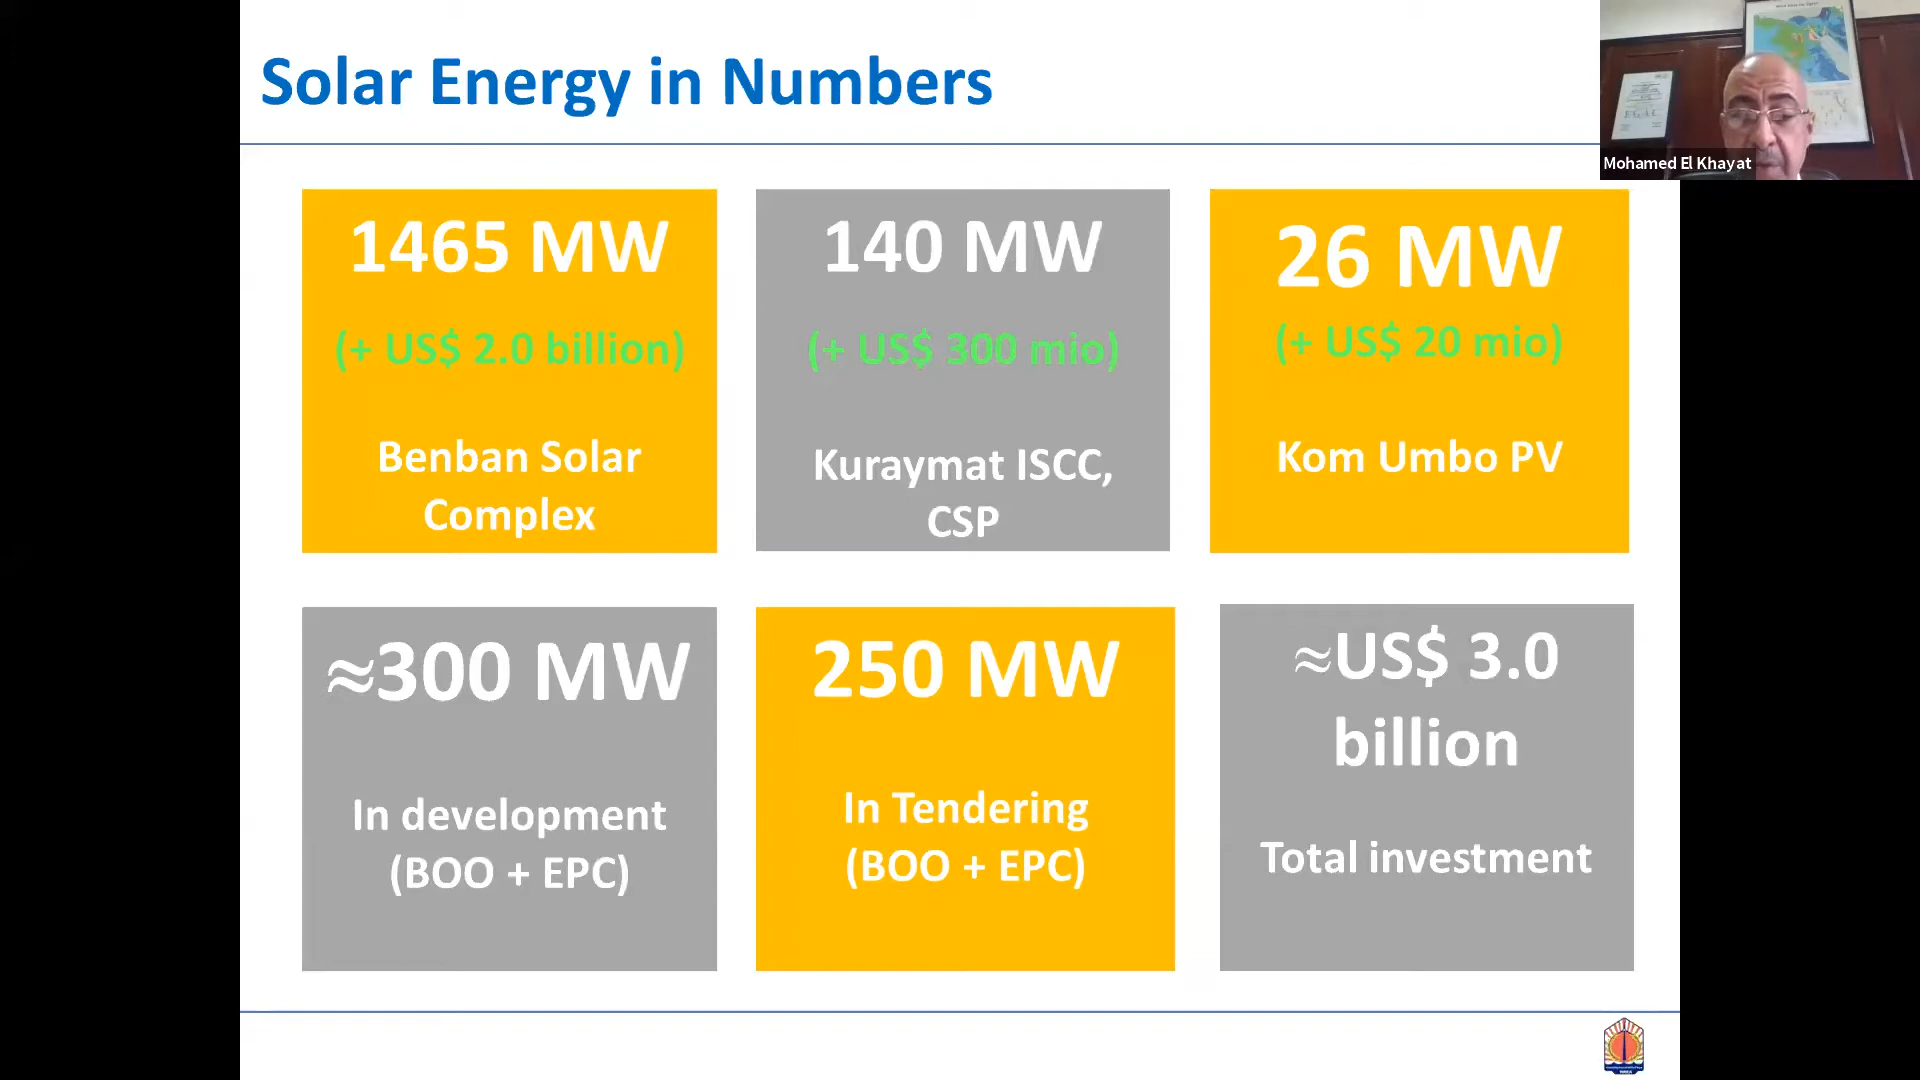 Solar Energy in Numbers
Mohamed El Khayat
1465 MW
(+ US$ 2.0 billion)
Benban Solar
Complex
140 MW
(+ US$ 300 mio)
Kuraymat ISCC,
CSP
26 MW
(+ US$ 20 mio)
Kom Umbo PV
≈300 MW
In development
(BOO + EPC)
250 MW
In Tendering
(BOO + EPC)
≈US$ 3.0
billion
Total investment